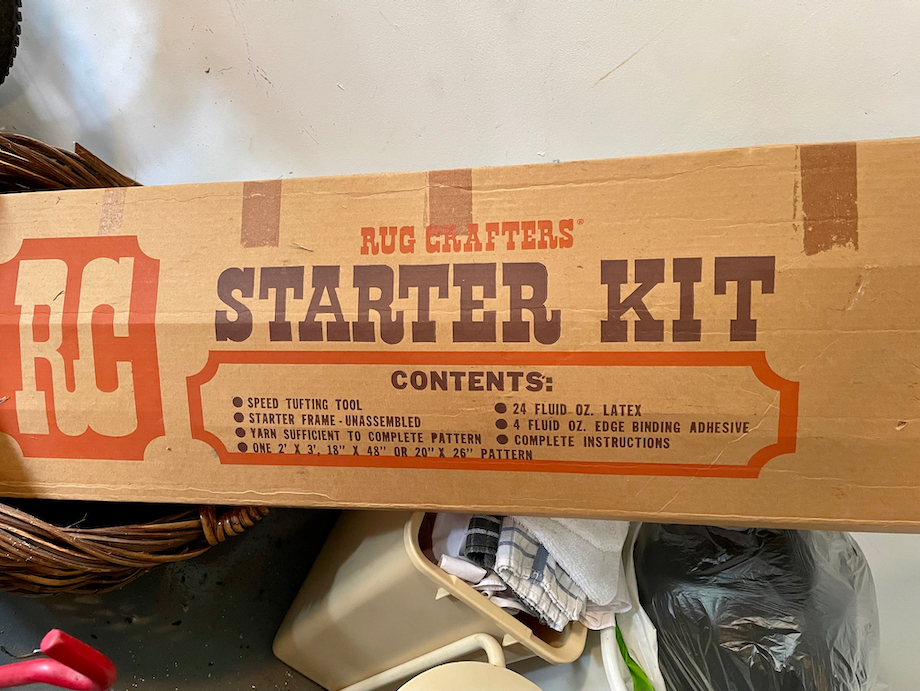 RC
RUG CRAFTERS®
STARTER KIT
CONTENTS:
● SPEED TUFTING TOOL
● STARTER FRAME - UNASSEMBLED
● YARN SUFFICIENT TO COMPLETE PATTERN
● ONE 2' X 3', 18" X 48" OR 20" X 26" PATTERN
● 24 FLUID OZ. LATEX
● 4 FLUID OZ. EDGE BINDING ADHESIVE
● COMPLETE INSTRUCTIONS